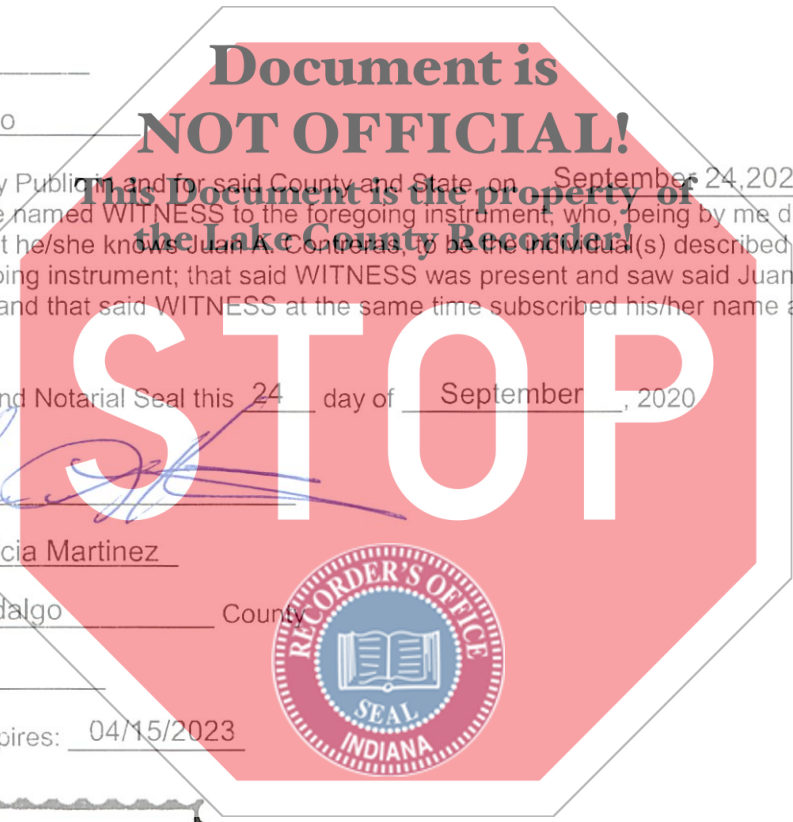 Document is
NOT OFFICIAL!
This Document is the property of
the Lake County Recorder!
STOP
o
y Public in and for said County and State, on September 24, 202
e named WITNESS to the foregoing instrument, who, being by me d
t he/she knows Juan A. Contreras, to be the individual(s) described
oing instrument; that said WITNESS was present and saw said Juan
and that said WITNESS at the same time subscribed his/her name a
nd Notarial Seal this 24 day of September, 2020
cia Martinez
dalgo County
pires: 04/15/2023
RECORDER'S OFFICE
SEAL
INDIANA